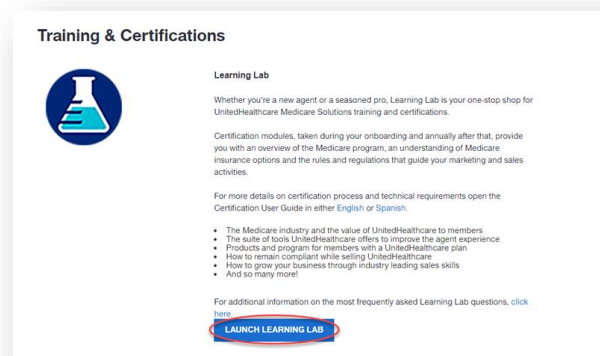 Training & Certifications
Learning Lab
Whether you're a new agent or a seasoned pro, Learning Lab is your one-stop shop for
UnitedHealthcare Medicare Solutions training and certifications.
Certification modules, taken during your onboarding and annually after that, provide
you with an overview of the Medicare program, an understanding of Medicare
insurance options and the rules and regulations that guide your marketing and sales
activities.
For more details on certification process and technical requirements open the
Certification User Guide in either English or Spanish.
• The Medicare industry and the value of UnitedHealthcare to members
• The suite of tools UnitedHealthcare offers to improve the agent experience
• Products and program for members with a UnitedHealthcare plan
• How to remain compliant while selling UnitedHealthcare
• How to grow your business through industry leading sales skills
• And so many more!
For additional information on the most frequently asked Learning Lab questions, click
here.
LAUNCH LEARNING LAB